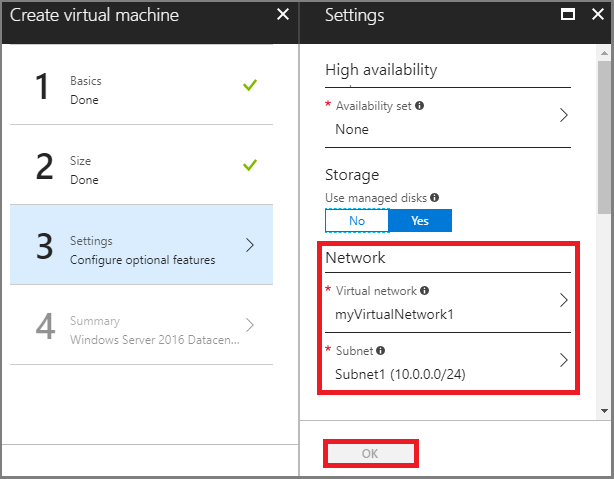 Create virtual machine
1
Basics
Done
2
Size
Done
3
Settings
Configure optional features
4
Summary
Windows Server 2016 Datacen...
Settings
High availability
* Availability set
None
Storage
Use managed disks
No Yes
Network
* Virtual network
myVirtualNetwork1
* Subnet
Subnet1 (10.0.0.0/24)
OK